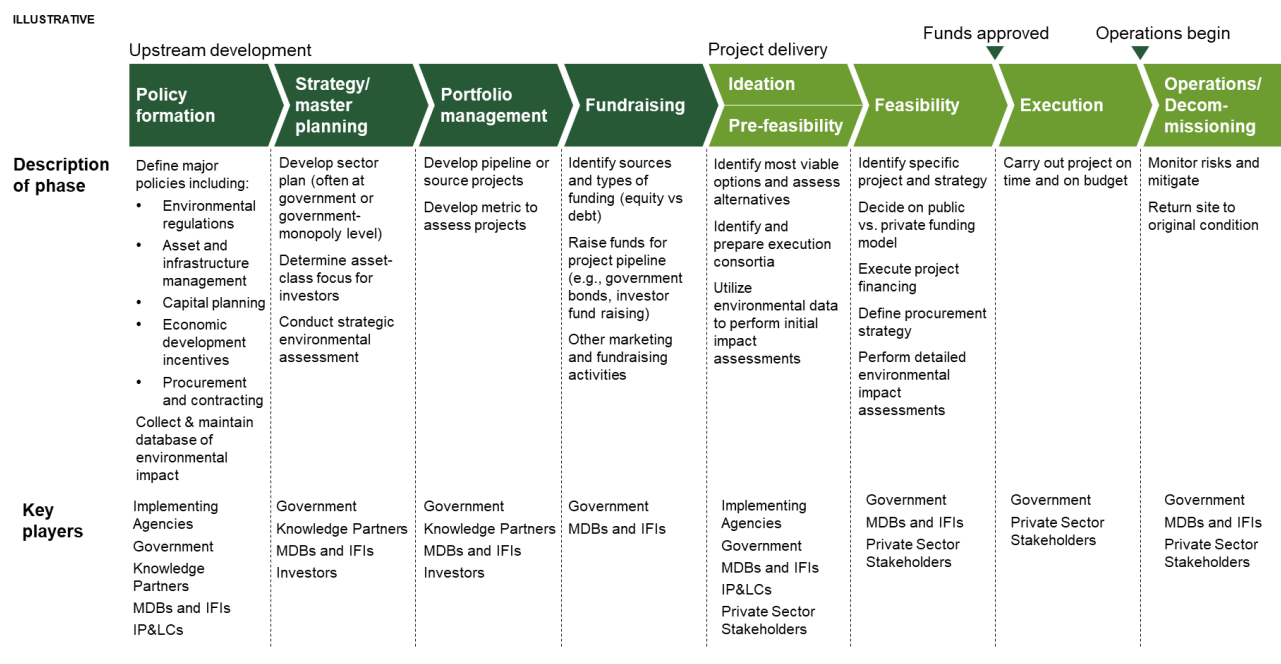 ILLUSTRATIVE
Upstream development
Project delivery
Funds approved
Operations begin
Policy
formation
Strategy/
master
planning
Portfolio
management
Fundraising
Ideation
Pre-feasibility
Feasibility
Execution
Operations/
Decom-
missioning
Description
of phase
Define major
policies including:
• Environmental
regulations
• Asset and
infrastructure
management
• Capital planning
• Economic
development
incentives
• Procurement
and contracting
Collect & maintain
database of
environmental
impact
Develop sector
plan (often at
government or
government-
monopoly level)
Determine asset-
class focus for
investors
Conduct strategic
environmental
assessment
Develop pipeline or
source projects
Develop metric to
assess projects
Identify sources
and types of
funding (equity vs
debt)
Raise funds for
project pipeline
(e.g., government
bonds, investor
fund raising)
Other marketing
and fundraising
activities
Identify most viable
options and assess
alternatives
Identify and
prepare execution
consortia
Utilize
environmental data
to perform initial
impact
assessments
Identify specific
project and strategy
Decide on public
vs. private funding
model
Execute project
financing
Define procurement
strategy
Perform detailed
environmental
impact
assessments
Carry out project on
time and on budget
Monitor risks and
mitigate
Return site to
original condition
Key
players
Implementing
Agencies
Government
Knowledge
Partners
MDBs and IFIs
IP&LCs
Government
Knowledge Partners
MDBs and IFIs
Investors
Government
Knowledge Partners
MDBs and IFIs
Investors
Government
MDBs and IFIs
Implementing
Agencies
Government
MDBs and IFIs
IP&LCs
Private Sector
Stakeholders
Government
MDBs and IFIs
Private Sector
Stakeholders
Government
Private Sector
Stakeholders
Government
MDBs and IFIs
Private Sector
Stakeholders